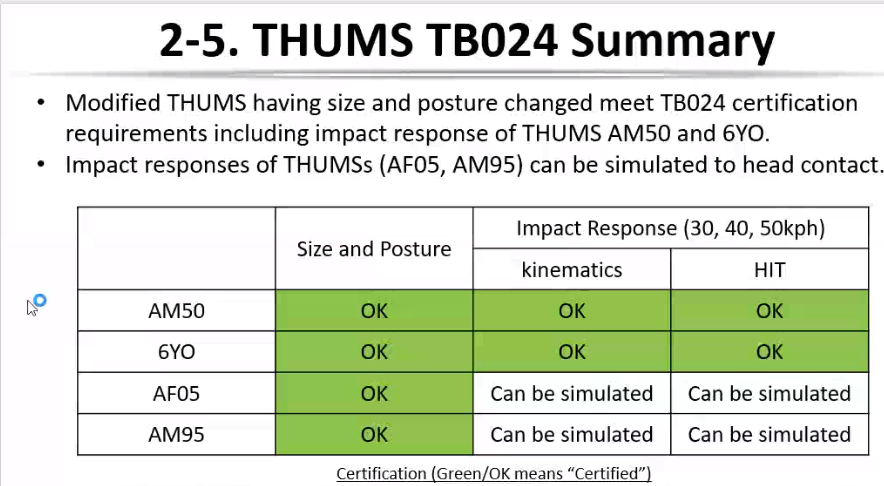 2-5. THUMS TB024 Summary
• Modified THUMS having size and posture changed meet TB024 certification
requirements including impact response of THUMS AM50 and 6YO.
• Impact responses of THUMSs (AF05, AM95) can be simulated to head contact.
Size and Posture
Impact Response (30, 40, 50kph)
kinematics HIT
AM50 OK OK OK
6YO OK OK OK
AF05 OK Can be simulated Can be simulated
AM95 OK Can be simulated Can be simulated
Certification (Green/OK means “Certified”)